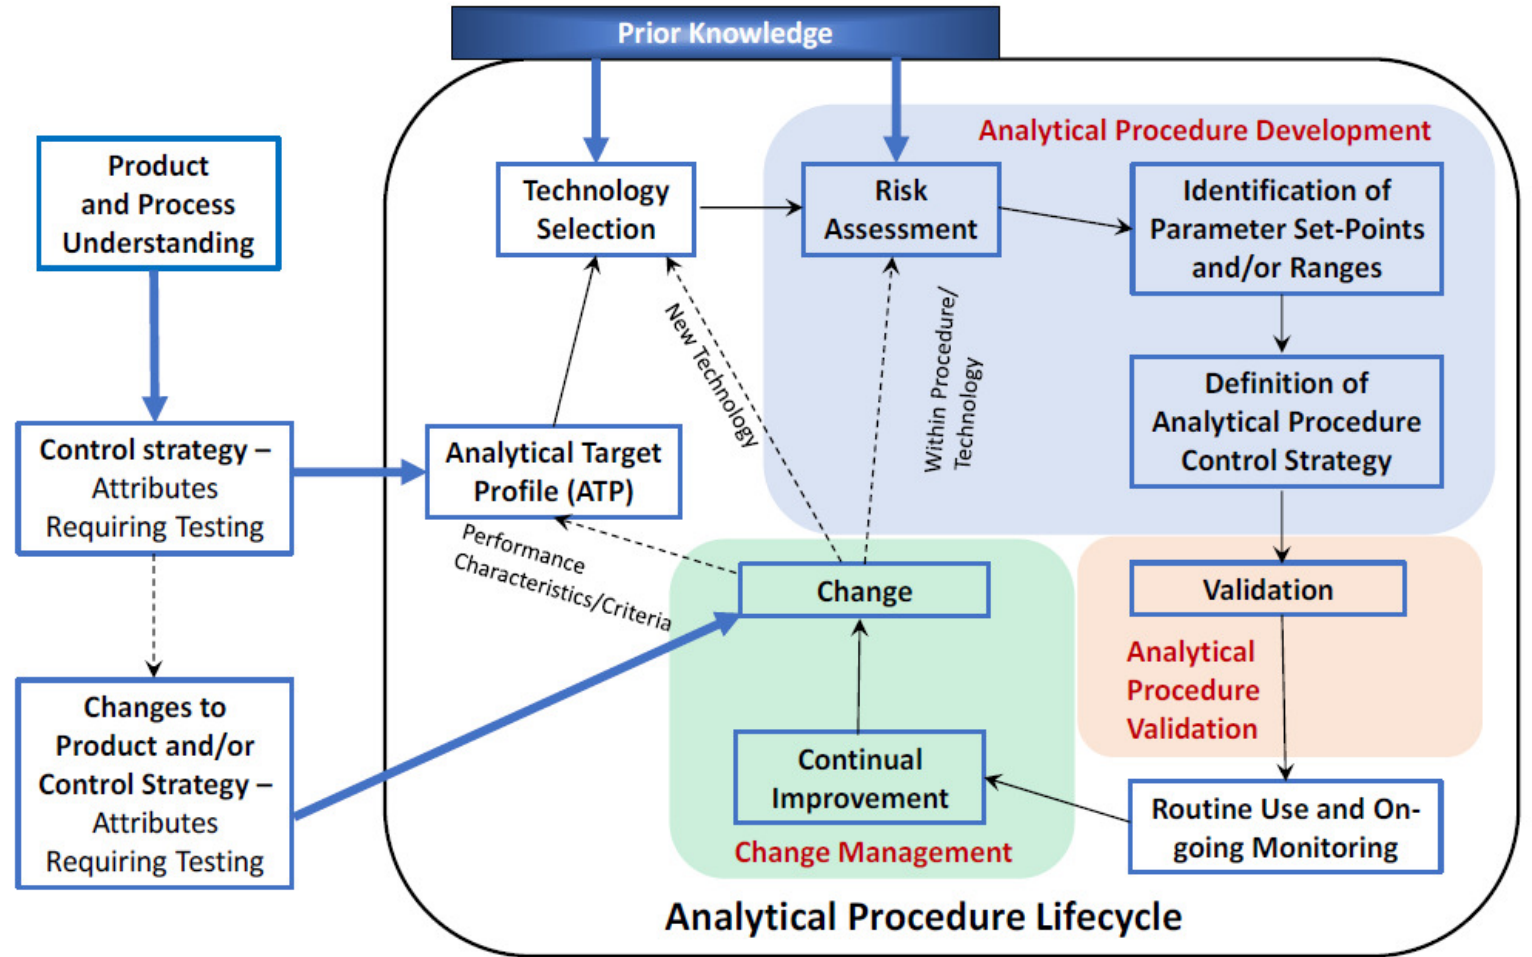 Prior Knowledge
Analytical Procedure Development
Product
and Process
Understanding
Technology
Selection
Risk
Assessment
Identification of
Parameter Set-Points
and/or Ranges
New Technology
Within Procedure/
Technology
Definition of
Analytical Procedure
Control Strategy
Control strategy –
Attributes
Requiring Testing
Analytical Target
Profile (ATP)
Performance
Characteristics/Criteria
Change
Validation
Analytical
Procedure
Validation
Changes to
Product and/or
Control Strategy –
Attributes
Requiring Testing
Continual
Improvement
Change Management
Routine Use and On-
going Monitoring
Analytical Procedure Lifecycle